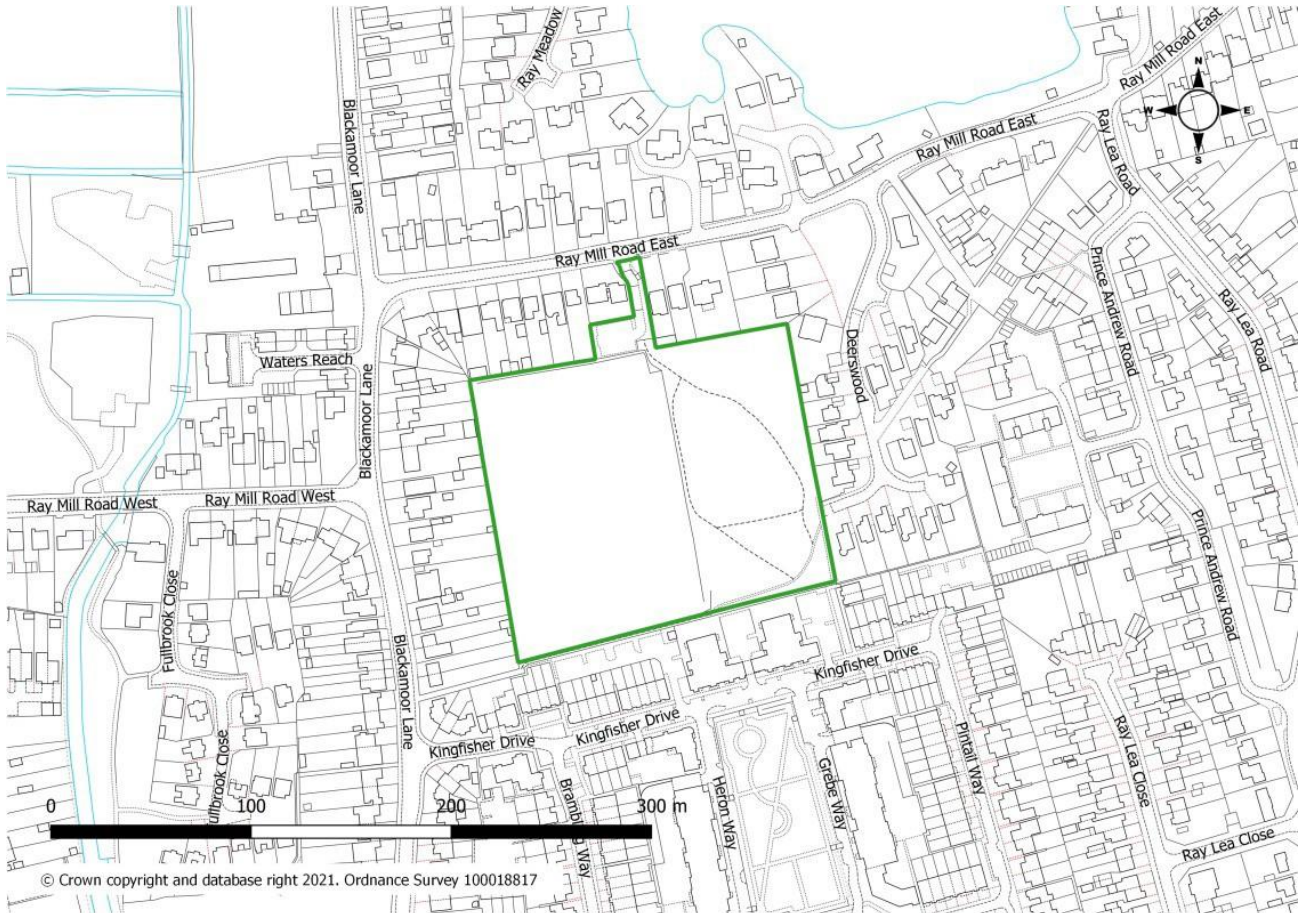 Ray Meadow
Ray Mill Road East
N
W
E
S
Blackamoor Lane
Ray Mill Road East
Ray Lea Road
Ray Mill Road East
Prince Andrew Road
Ray Lea Road
Waters Reach
Deerswood
Blackamoor Lane
Ray Mill Road West
Ray Mill Road West
Prince Andrew Road
Fullbrook Close
Blackamoor Lane
Kingfisher Drive
Kingfisher Drive
Kingfisher Drive
Fullbrook Close
Pintail Way
Ray Lea Close
Heron Way
Grebe Way
0 100 200 300 m
Brambling Way
Ray Lea Close
© Crown copyright and database right 2021. Ordnance Survey 100018817